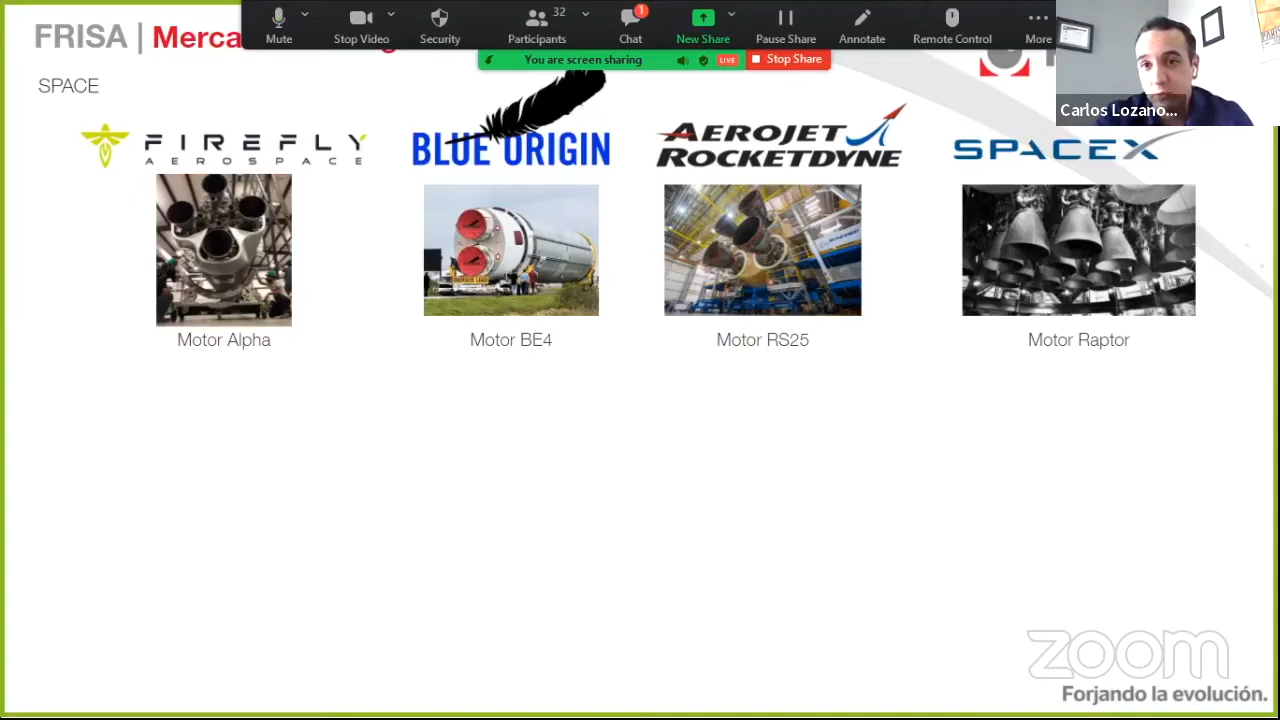 FRISA | Merca
32
1
Mute
Stop Video
Security
Participants
Chat
New Share
Pause Share
Annotate
Remote Control
More
You are screen sharing
LIVE
Stop Share
SPACE
Carlos Lozano...
FIREFLY
AEROSPACE
BLUE ORIGIN
AEROJET
ROCKETDYNE
SPACEX
Motor Alpha
Motor BE4
Motor RS25
Motor Raptor
zoom
Forjando la evolución.